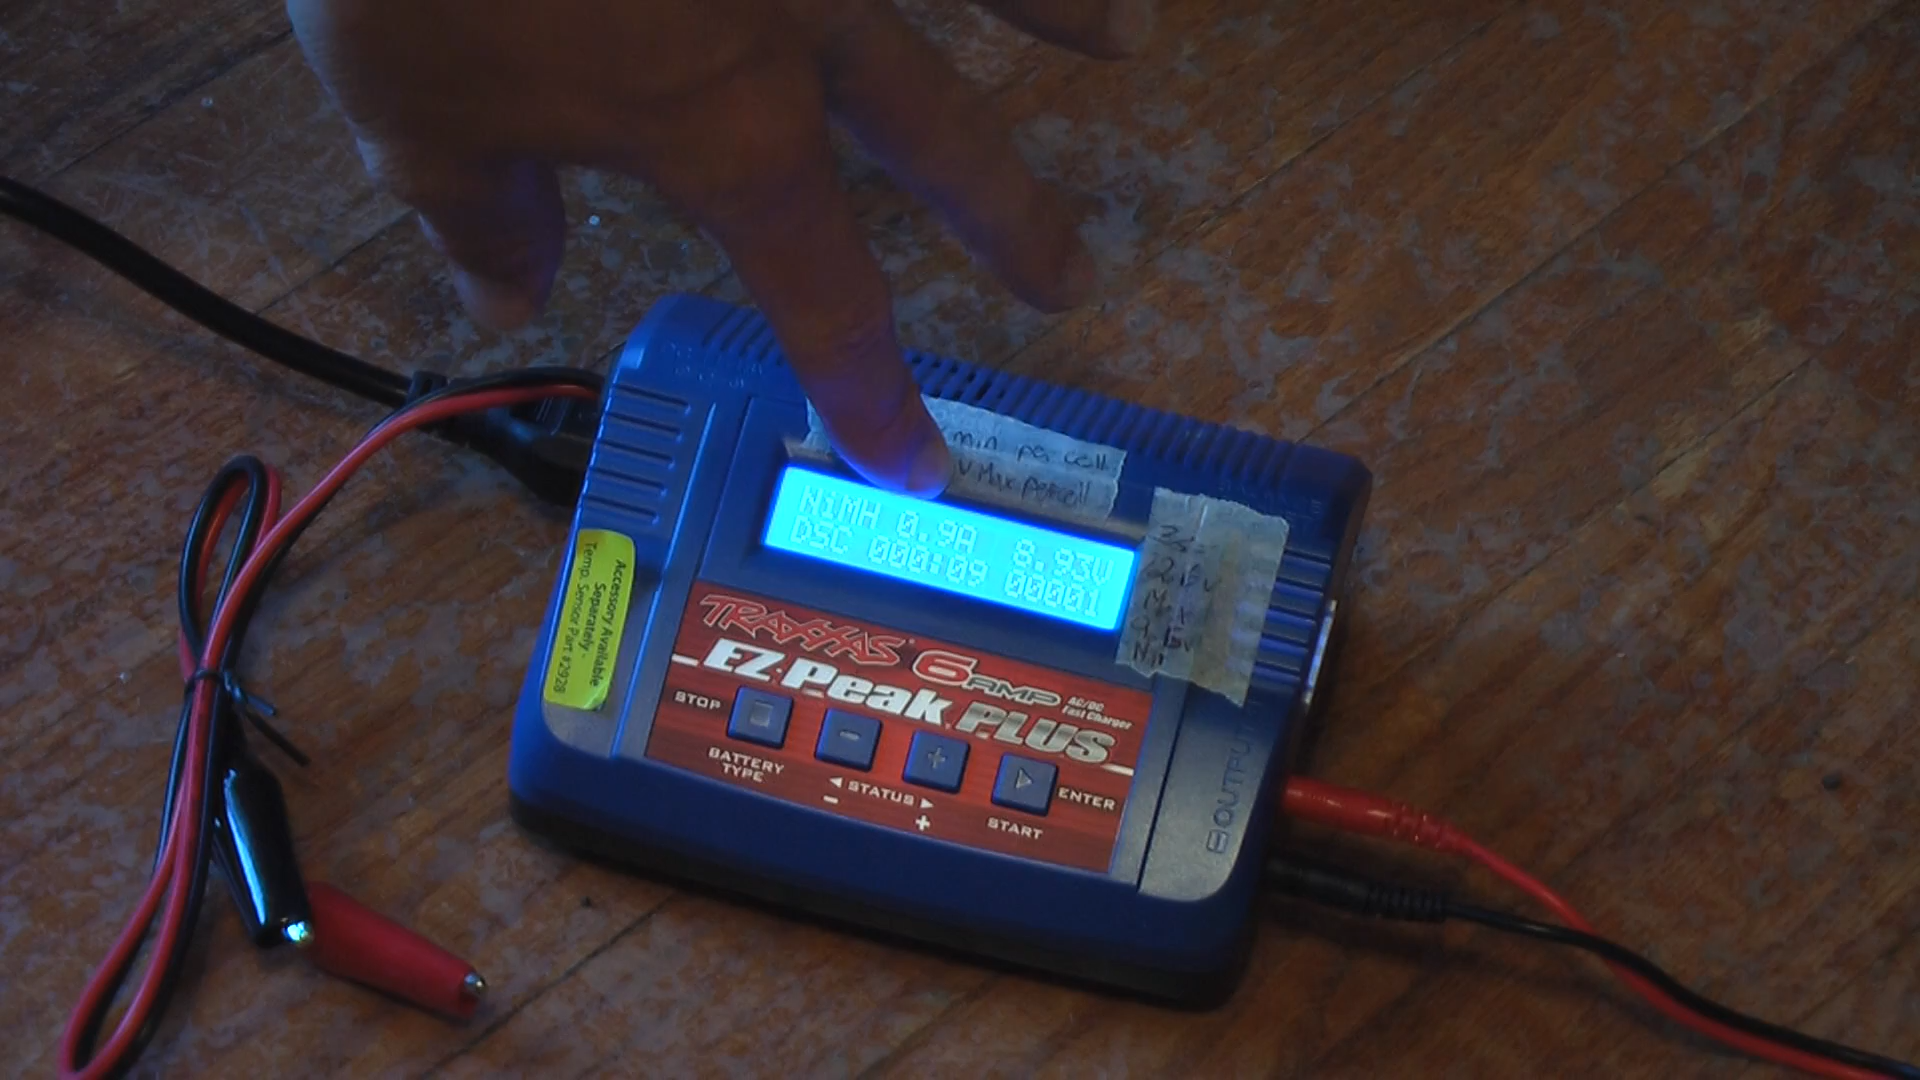 min per cell
V Max per cell
NiMH 0.9A 8.93V
DSC 000:09 00001
TRAXXAS
EZ-Peak PLUS
6AMP
AC/DC
Fast Charger
STOP
BATTERY
TYPE
STATUS
ENTER
START
OUTPUT
Accessory Available
Separately -
Temp. Sensor Part #2928